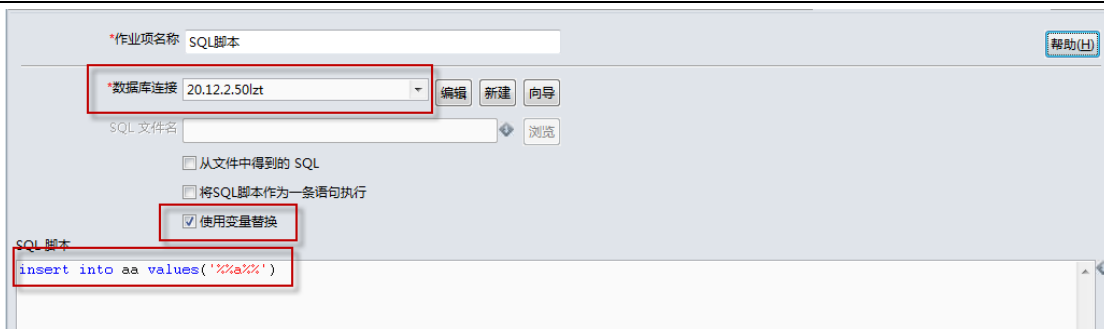 *作业项名称 SQL脚本 帮助(H)
*数据库连接 20.12.2.50lzt 编辑 新建 向导
SQL 文件名 浏览
从文件中得到的 SQL
将SQL脚本作为一条语句执行
使用变量替换
SQL 脚本
insert into aa values('%%a%%')